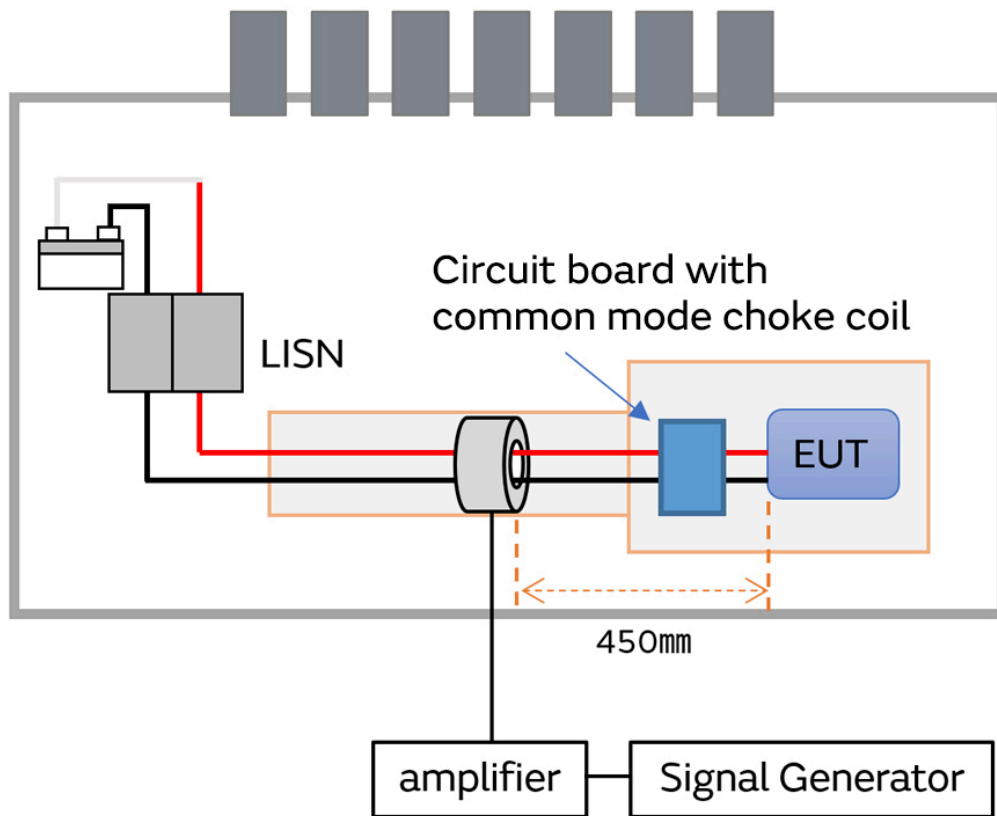 Circuit board with
common mode choke coil
LISN
EUT
450mm
amplifier
Signal Generator